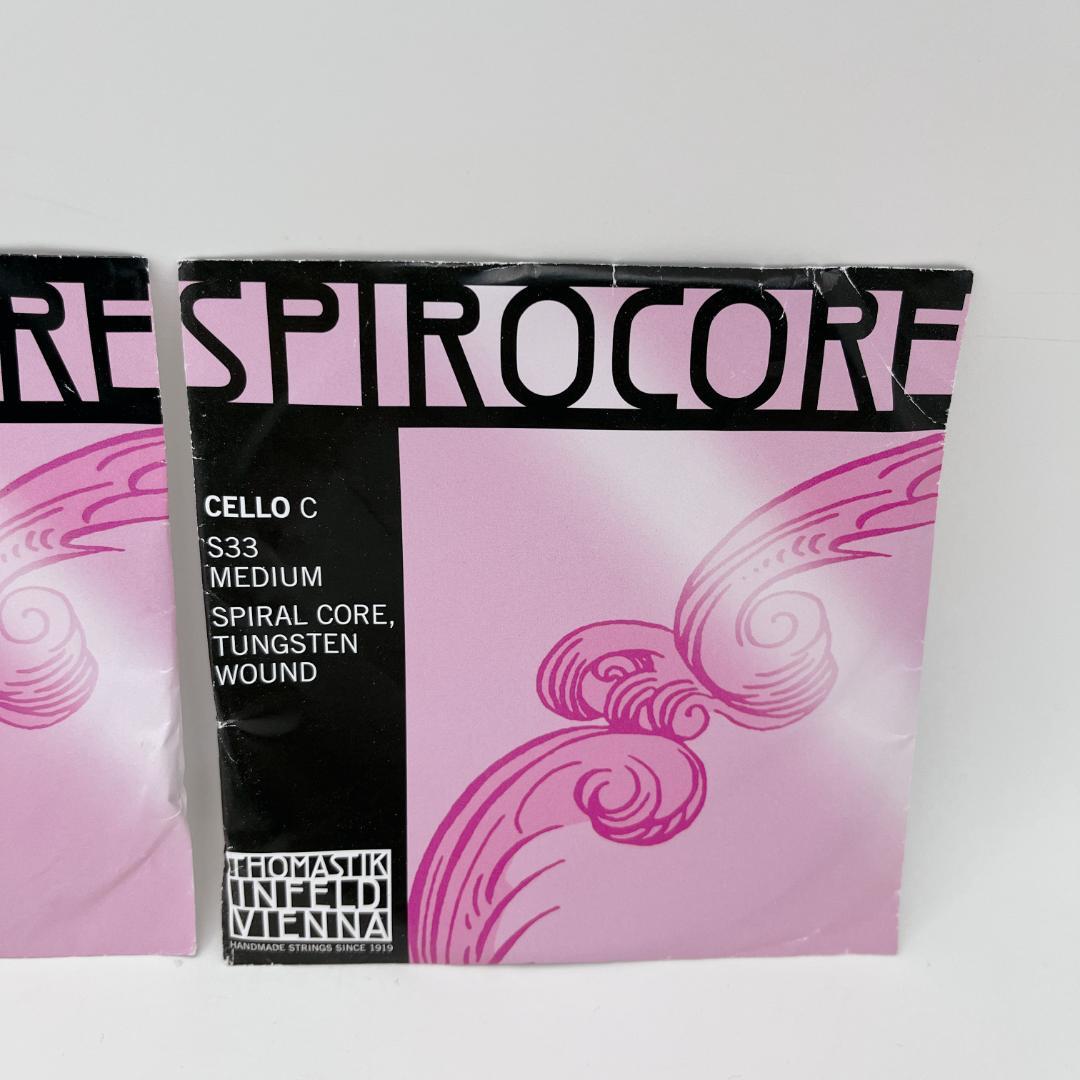 RE
SPIROCORE
CELLO C
S33
MEDIUM
SPIRAL CORE,
TUNGSTEN
WOUND
THOMASTIK
INFELD
VIENNA
HANDMADE STRINGS SINCE 1919